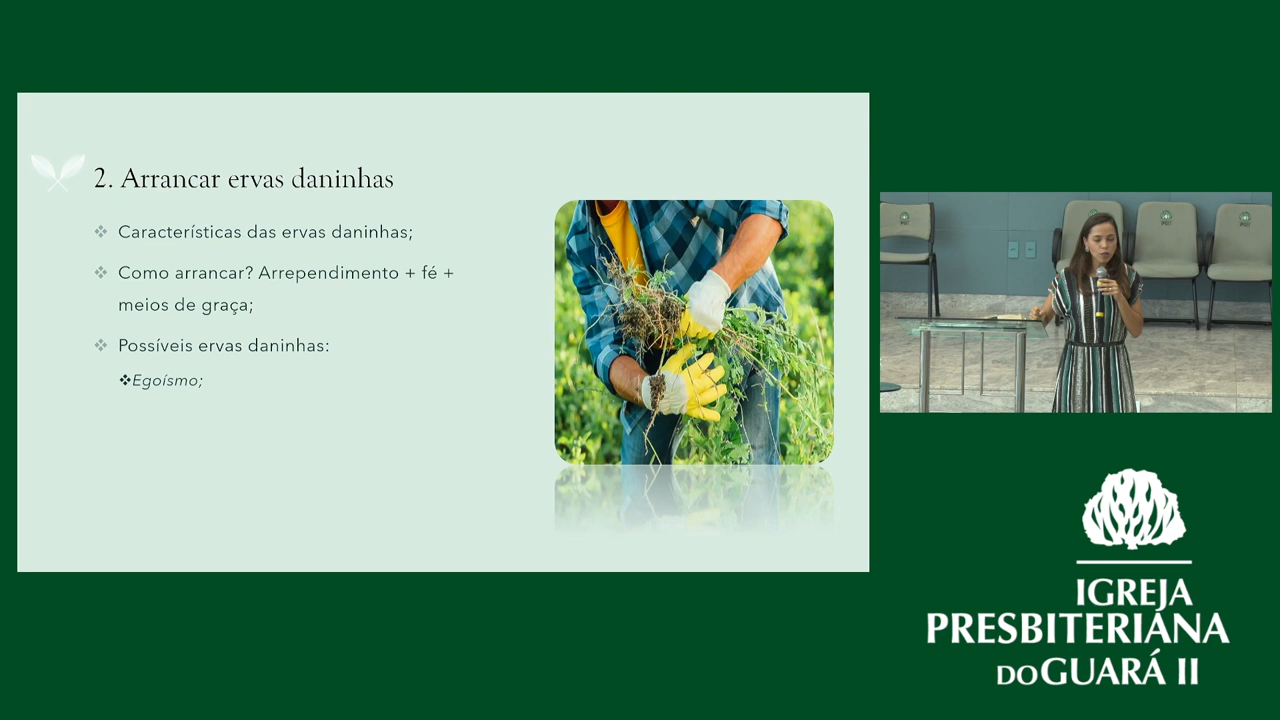 2. Arrancar ervas daninhas
Características das ervas daninhas;
Como arrancar? Arrependimento + fé +
meios de graça;
Possíveis ervas daninhas:
Egoísmo;
IGREJA
PRESBITERIANA
DO GUARÁ II